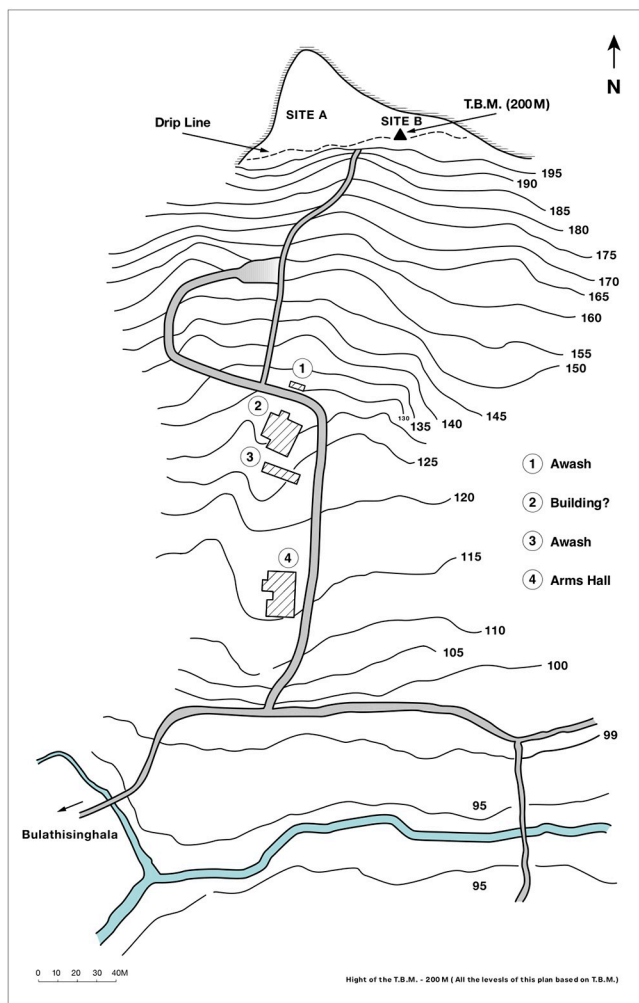 N
T.B.M. (200 M)
SITE A
SITE B
Drip Line
195
190
185
180
175
170
165
160
155
150
1
145
140
135
130
2
3
125
1 Awash
120
2 Building?
3 Awash
4
115
4 Arms Hall
110
105
100
99
95
Bulathisinghala
95
0 10 20 30 40M
Hight of the T.B.M. - 200 M ( All the levesls of this plan based on T.B.M.)